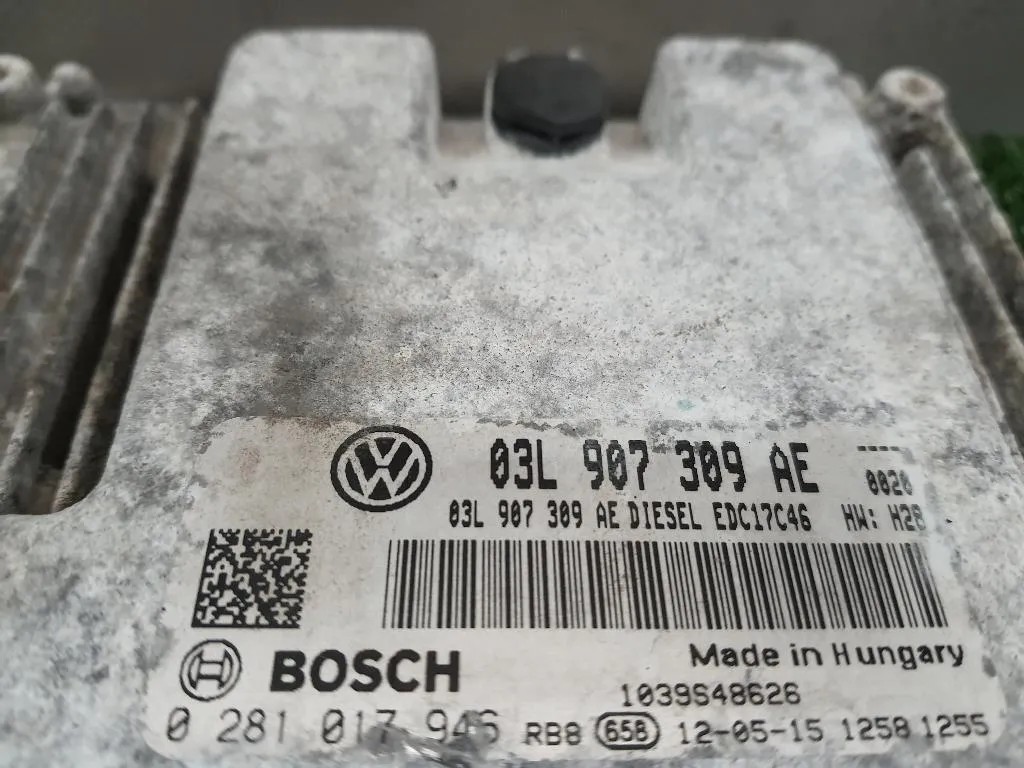 03L 907 309 AE
0020
03L 907 309 AE DIESEL EDC17C46 HW: H28
BOSCH
Made in Hungary
1039S48626
0 281 017 946 RB8 658 12-05-15 1258 1255